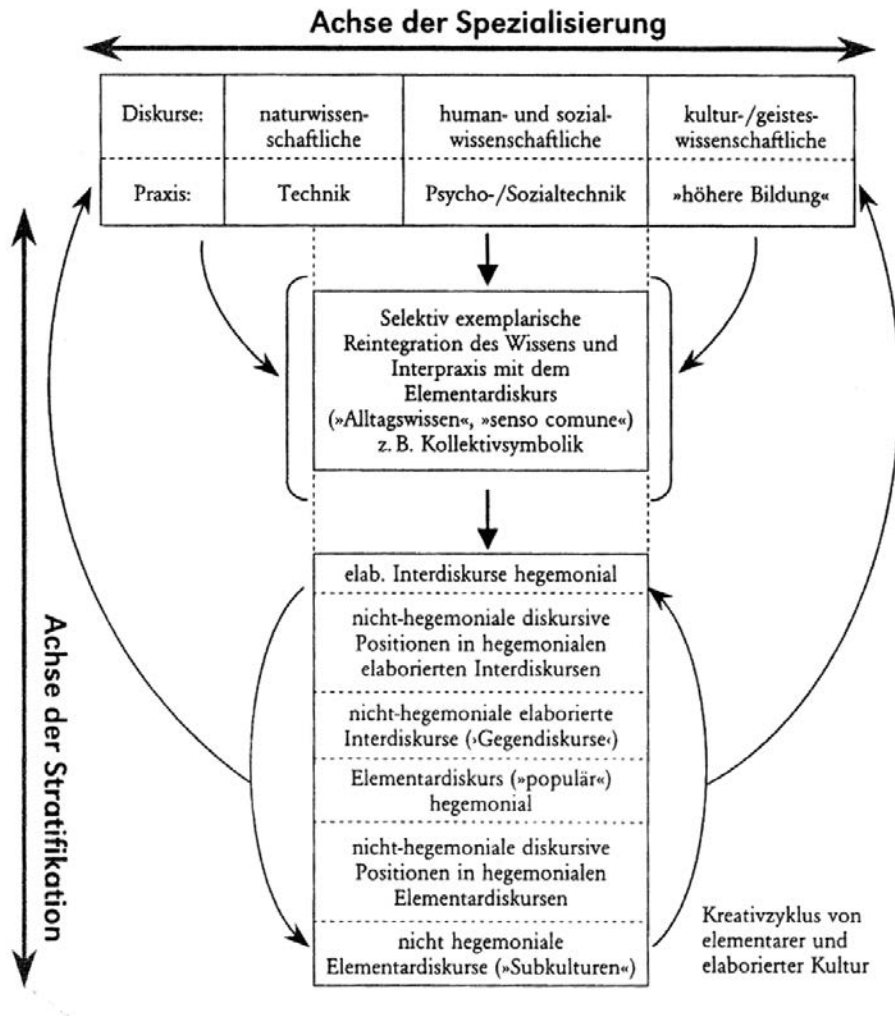 Achse der Spezialisierung
Diskurse:
naturwissen-
schaftliche
human- und sozial-
wissenschaftliche
kultur-/geistes-
wissenschaftliche
Praxis:
Technik
Psycho-/Sozialtechnik
»höhere Bildung«
Selektiv exemplarische
Reintegration des Wissens und
Interpraxis mit dem
Elementardiskurs
(»Alltagswissen«, »senso comune«)
z. B. Kollektivsymbolik
Achse der Stratifikation
elab. Interdiskurse hegemonial
nicht-hegemoniale diskursive
Positionen in hegemonialen
elaborierten Interdiskursen
nicht-hegemoniale elaborierte
Interdiskurse (›Gegendiskurse‹)
Elementardiskurs (»populär«)
hegemonial
nicht-hegemoniale diskursive
Positionen in hegemonialen
Elementardiskursen
nicht hegemoniale
Elementardiskurse (»Subkulturen«)
Kreativzyklus von
elementarer und
elaborierter Kultur